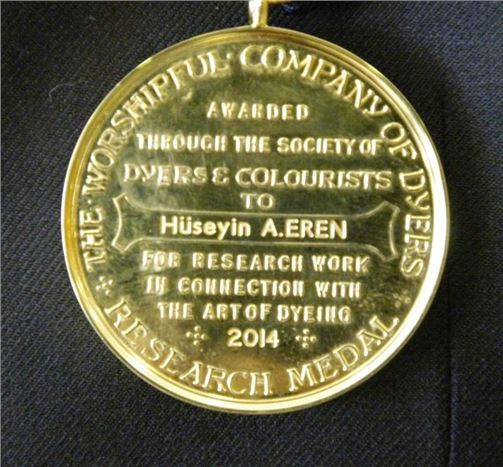 THE · WORSHIPFUL · COMPANY OF DYERS
AWARDED
THROUGH THE SOCIETY OF
DYERS & COLOURISTS
TO
Hüseyin A.EREN
FOR RESEARCH WORK
IN CONNECTION WITH
THE ART OF DYEING
2014
RESEARCH MEDAL